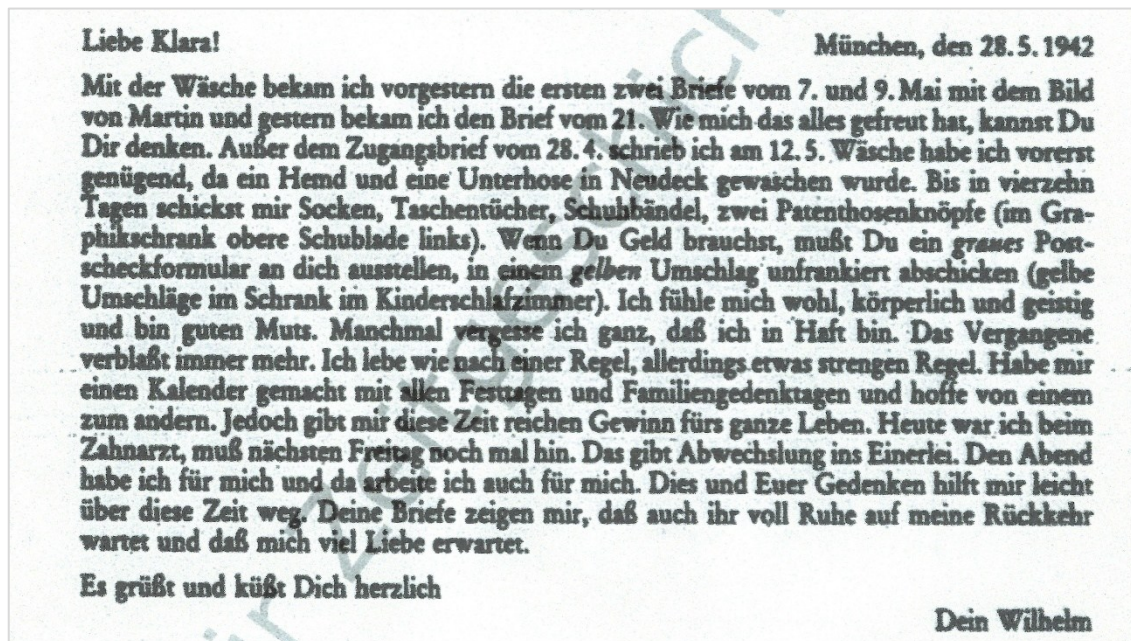 Liebe Klara! München, den 28.5.1942
Mit der Wäsche bekam ich vorgestern die ersten zwei Briefe vom 7. und 9. Mai mit dem Bild
von Martin und gestern bekam ich den Brief vom 21. Wie mich das alles gefreut hat, kannst Du
Dir denken. Außer dem Zugangsbrief vom 28.4. schrieb ich am 12.5. Wäsche habe ich vorerst
genügend, da ein Hemd und eine Unterhose in Neudeck gewaschen wurde. Bis in vierzehn
Tagen schickst mir Socken, Taschentücher, Schuhbändel, zwei Patenthosenknöpfe (im Gra-
phikschrank obere Schublade links). Wenn Du Geld brauchst, mußt Du ein graues Post-
scheckformular an dich ausstellen, in einem gelben Umschlag unfrankiert abschicken (gelbe
Umschläge im Schrank im Kinderschlafzimmer). Ich fühle mich wohl, körperlich und geistig
und bin guten Muts. Manchmal vergesse ich ganz, daß ich in Haft bin. Das Vergangene
verblaßt immer mehr. Ich lebe wie nach einer Regel, allerdings etwas strengen Regel. Habe mir
einen Kalender gemacht mit allen Festtagen und Familiengedenktagen und hoffe von einem
zum andern. Jedoch gibt mir diese Zeit reichen Gewinn fürs ganze Leben. Heute war ich beim
Zahnarzt, muß nächsten Freitag noch mal hin. Das gibt Abwechslung ins Einerlei. Den Abend
habe ich für mich und da arbeite ich auch für mich. Dies und Euer Gedenken hilft mir leicht
über diese Zeit weg. Deine Briefe zeigen mir, daß auch ihr voll Ruhe auf meine Rückkehr
wartet und daß mich viel Liebe erwartet.
Es grüßt und küßt Dich herzlich
Dein Wilhelm